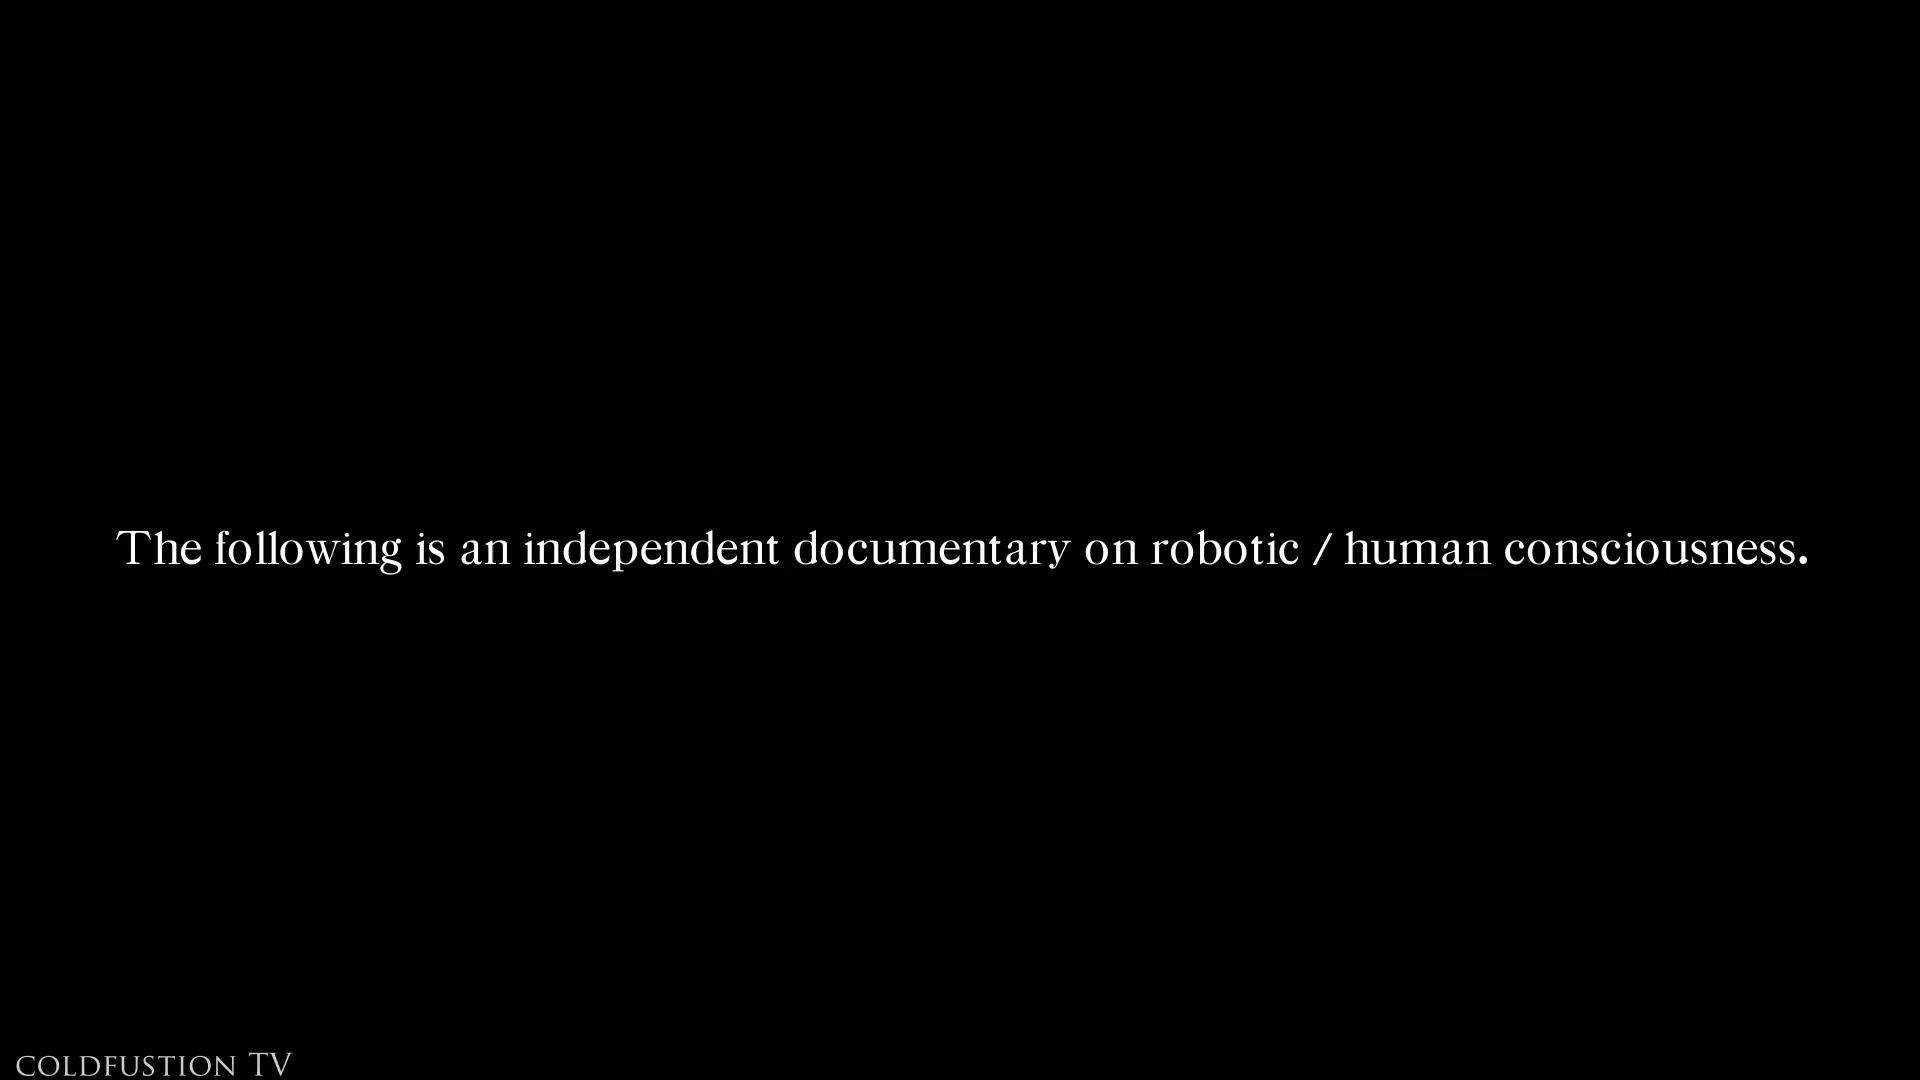 The following is an independent documentary on robotic / human consciousness.
COLDFUSTION TV